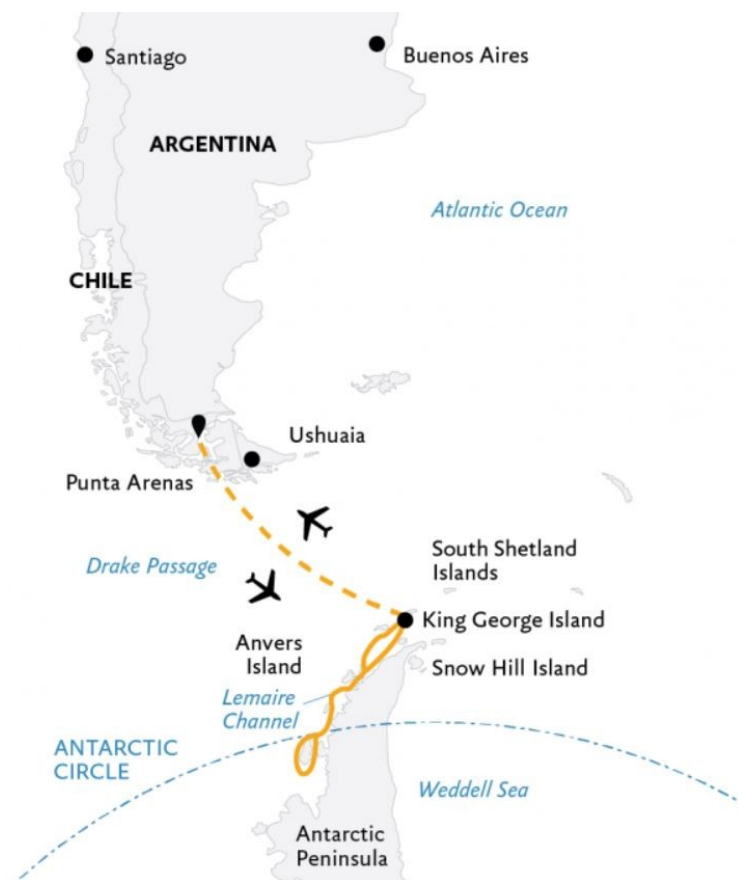 Santiago
Buenos Aires
ARGENTINA
Atlantic Ocean
CHILE
Ushuaia
Punta Arenas
Drake Passage
South Shetland
Islands
King George Island
Anvers
Island
Snow Hill Island
Lemaire
Channel
ANTARCTIC
CIRCLE
Weddell Sea
Antarctic
Peninsula